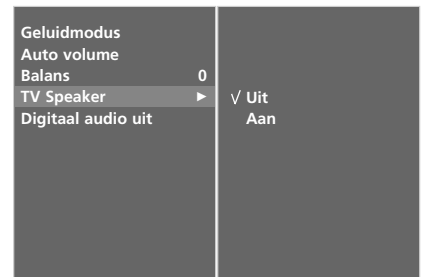 Geluidmodus
Auto volume
Balans 0
TV Speaker ►
Digitaal audio uit
√ Uit
Aan